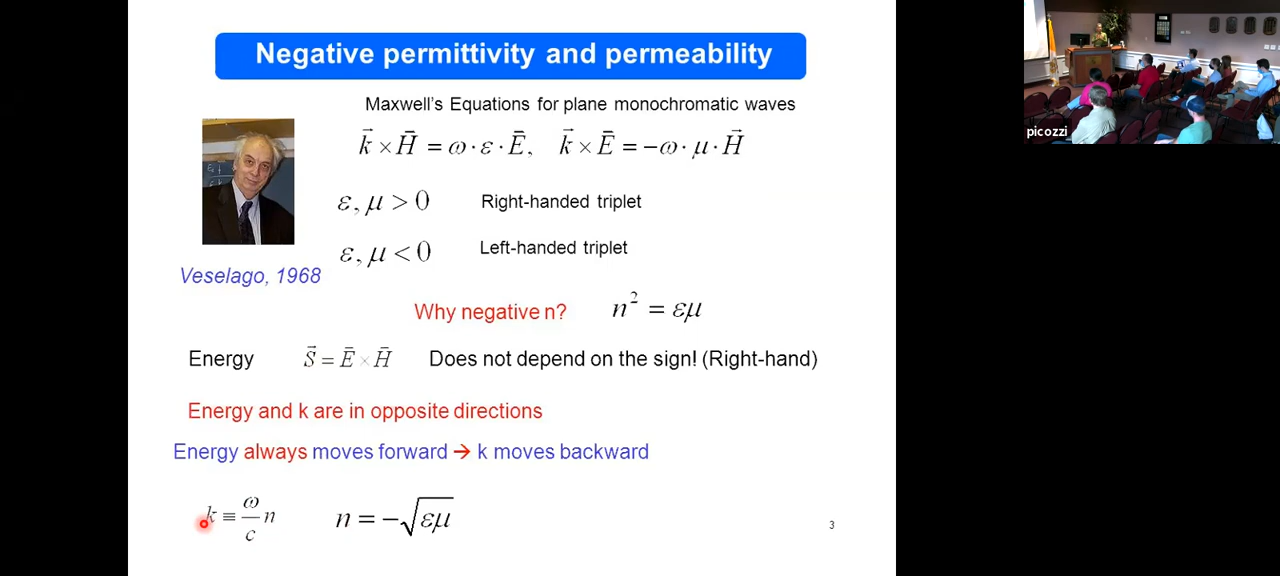 Negative permittivity and permeability
Maxwell's Equations for plane monochromatic waves
k⃗ × H̄ = ω · ε · Ē, k⃗ × Ē = −ω · μ · H⃗
ε, μ > 0 Right-handed triplet
ε, μ < 0 Left-handed triplet
Veselago, 1968
Why negative n? n² = εμ
Energy S⃗ = Ē × H̄ Does not depend on the sign! (Right-hand)
Energy and k are in opposite directions
Energy always moves forward → k moves backward
k ≡ ω/c n n = −√εμ
3
picozzi